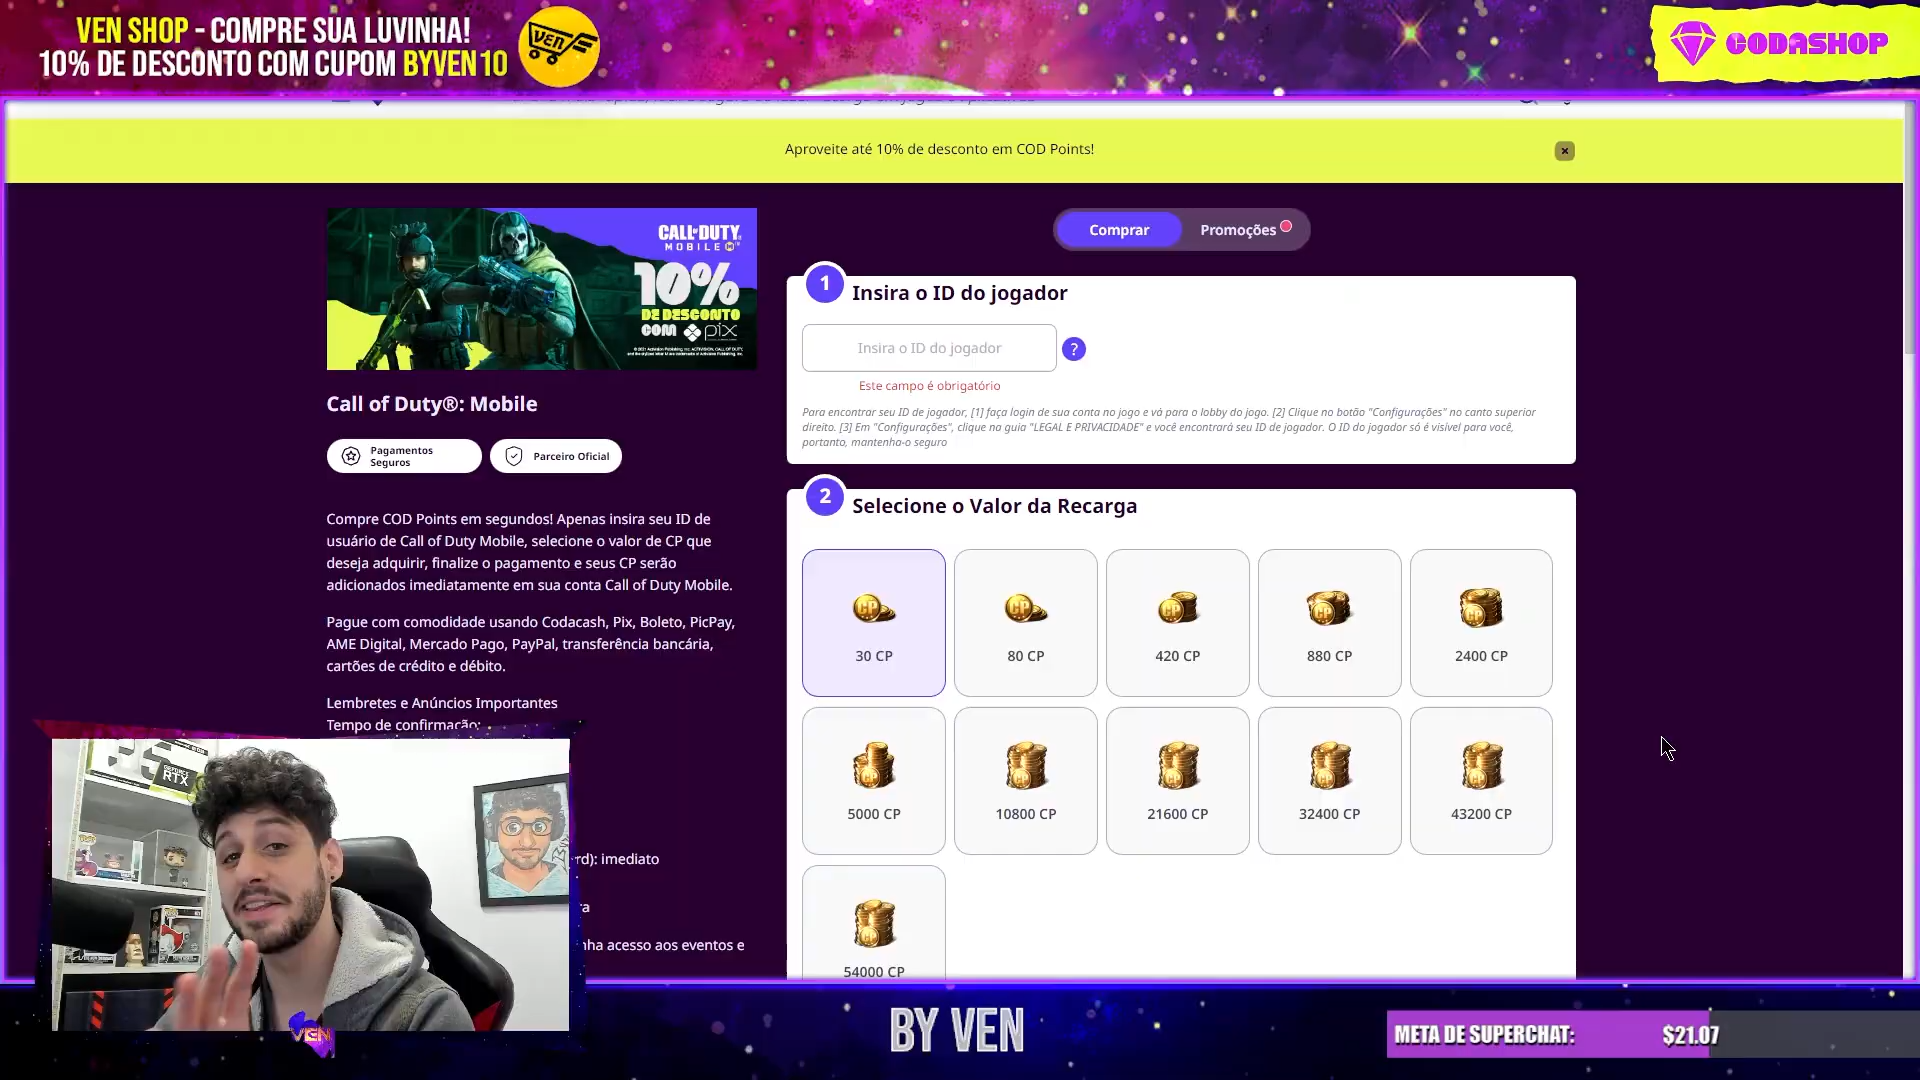 VEN SHOP - COMPRE SUA LUVINHA!
10% DE DESCONTO COM CUPOM BYVEN10
VEN
CODASHOP
Aproveite até 10% de desconto em COD Points!
CALL OF DUTY
MOBILE
10%
DE DESCONTO
COM pix
Call of Duty®: Mobile
Pagamentos
Seguros
Parceiro Oficial
Compre COD Points em segundos! Apenas insira seu ID de
usuário de Call of Duty Mobile, selecione o valor de CP que
deseja adquirir, finalize o pagamento e seus CP serão
adicionados imediatamente em sua conta Call of Duty Mobile.
Pague com comodidade usando Codacash, Pix, Boleto, PicPay,
AME Digital, Mercado Pago, PayPal, transferência bancária,
cartões de crédito e débito.
Lembretes e Anúncios Importantes
Tempo de confirmação:
rd): imediato
ra
nha acesso aos eventos e
Comprar
Promoções
1
Insira o ID do jogador
Insira o ID do jogador
?
Este campo é obrigatório
Para encontrar seu ID de jogador, [1] faça login de sua conta no jogo e vá para o lobby do jogo. [2] Clique no botão "Configurações" no canto superior
direito. [3] Em "Configurações", clique na guia "LEGAL E PRIVACIDADE" e você encontrará seu ID de jogador. O ID do jogador só é visível para você,
portanto, mantenha-o seguro
2
Selecione o Valor da Recarga
30 CP
80 CP
420 CP
880 CP
2400 CP
5000 CP
10800 CP
21600 CP
32400 CP
43200 CP
54000 CP
GEFORCE
RTX
VEN
BY VEN
META DE SUPERCHAT:
$21.07